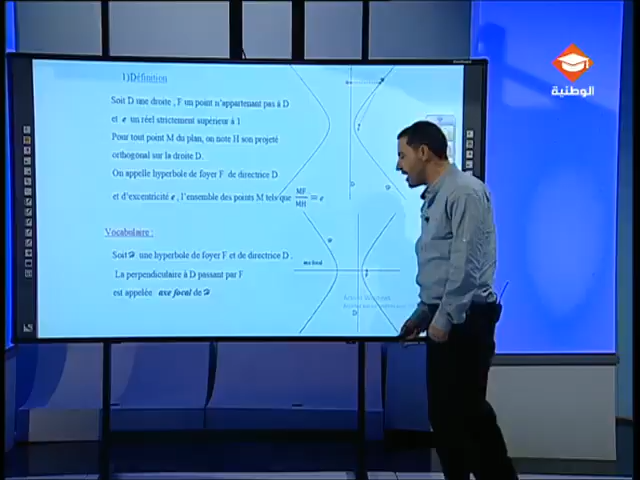 1)Définition
Soit D une droite , F un point n'appartenant pas à D
et e un réel strictement supérieur à 1
Pour tout point M du plan, on note H son projeté
orthogonal sur la droite D.
On appelle hyperbole de foyer F de directrice D
et d'excentricité e , l'ensemble des points M tel que MF/MH = e
Vocabulaire :
Soit ℋ une hyperbole de foyer F et de directrice D .
La perpendiculaire à D passant par F
est appelée axe focal de ℋ
axe focal
D
D
الوطنية